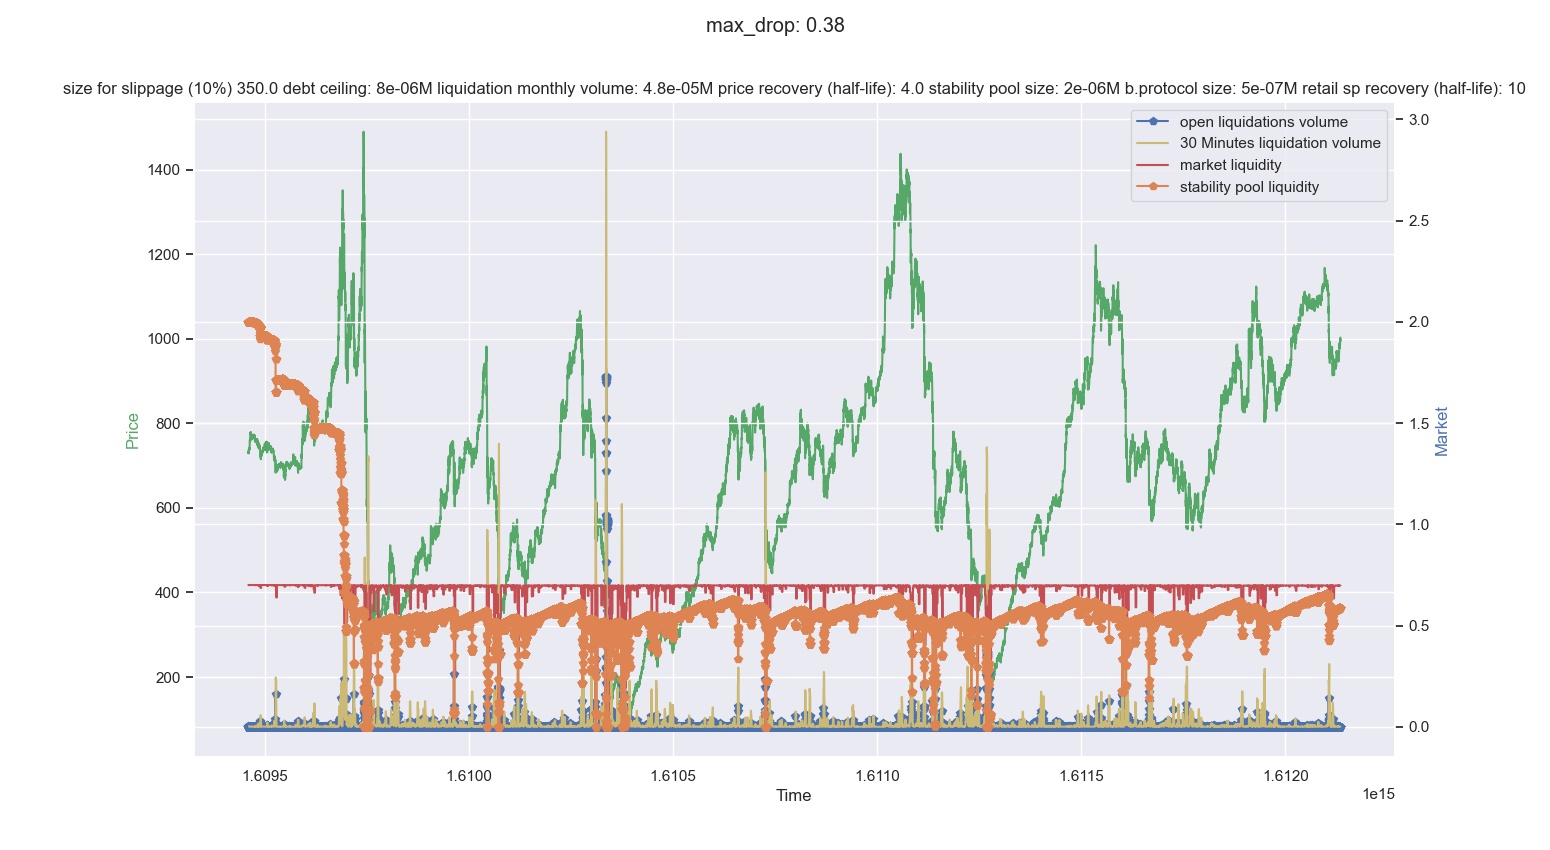 max_drop: 0.38
size for slippage (10%) 350.0 debt ceiling: 8e-06M liquidation monthly volume: 4.8e-05M price recovery (half-life): 4.0 stability pool size: 2e-06M b.protocol size: 5e-07M retail sp recovery (half-life): 10
open liquidations volume
30 Minutes liquidation volume
market liquidity
stability pool liquidity
1400
1200
1000
800
600
400
200
Price
3.0
2.5
2.0
1.5
1.0
0.5
0.0
Market
1.6095
1.6100
1.6105
1.6110
1.6115
1.6120
Time
1e15